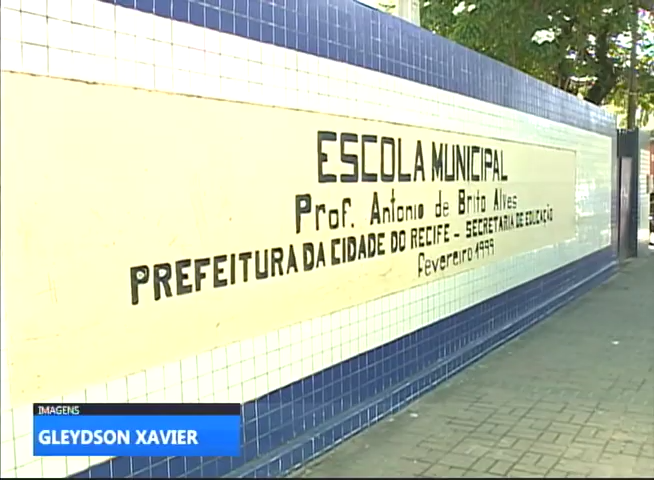 ESCOLA MUNICIPAL
Prof. Antonio de Brito Alves
PREFEITURA DA CIDADE DO RECIFE - SECRETARIA DE EDUCAÇÃO
fevereiro 1999
IMAGENS
GLEYDSON XAVIER